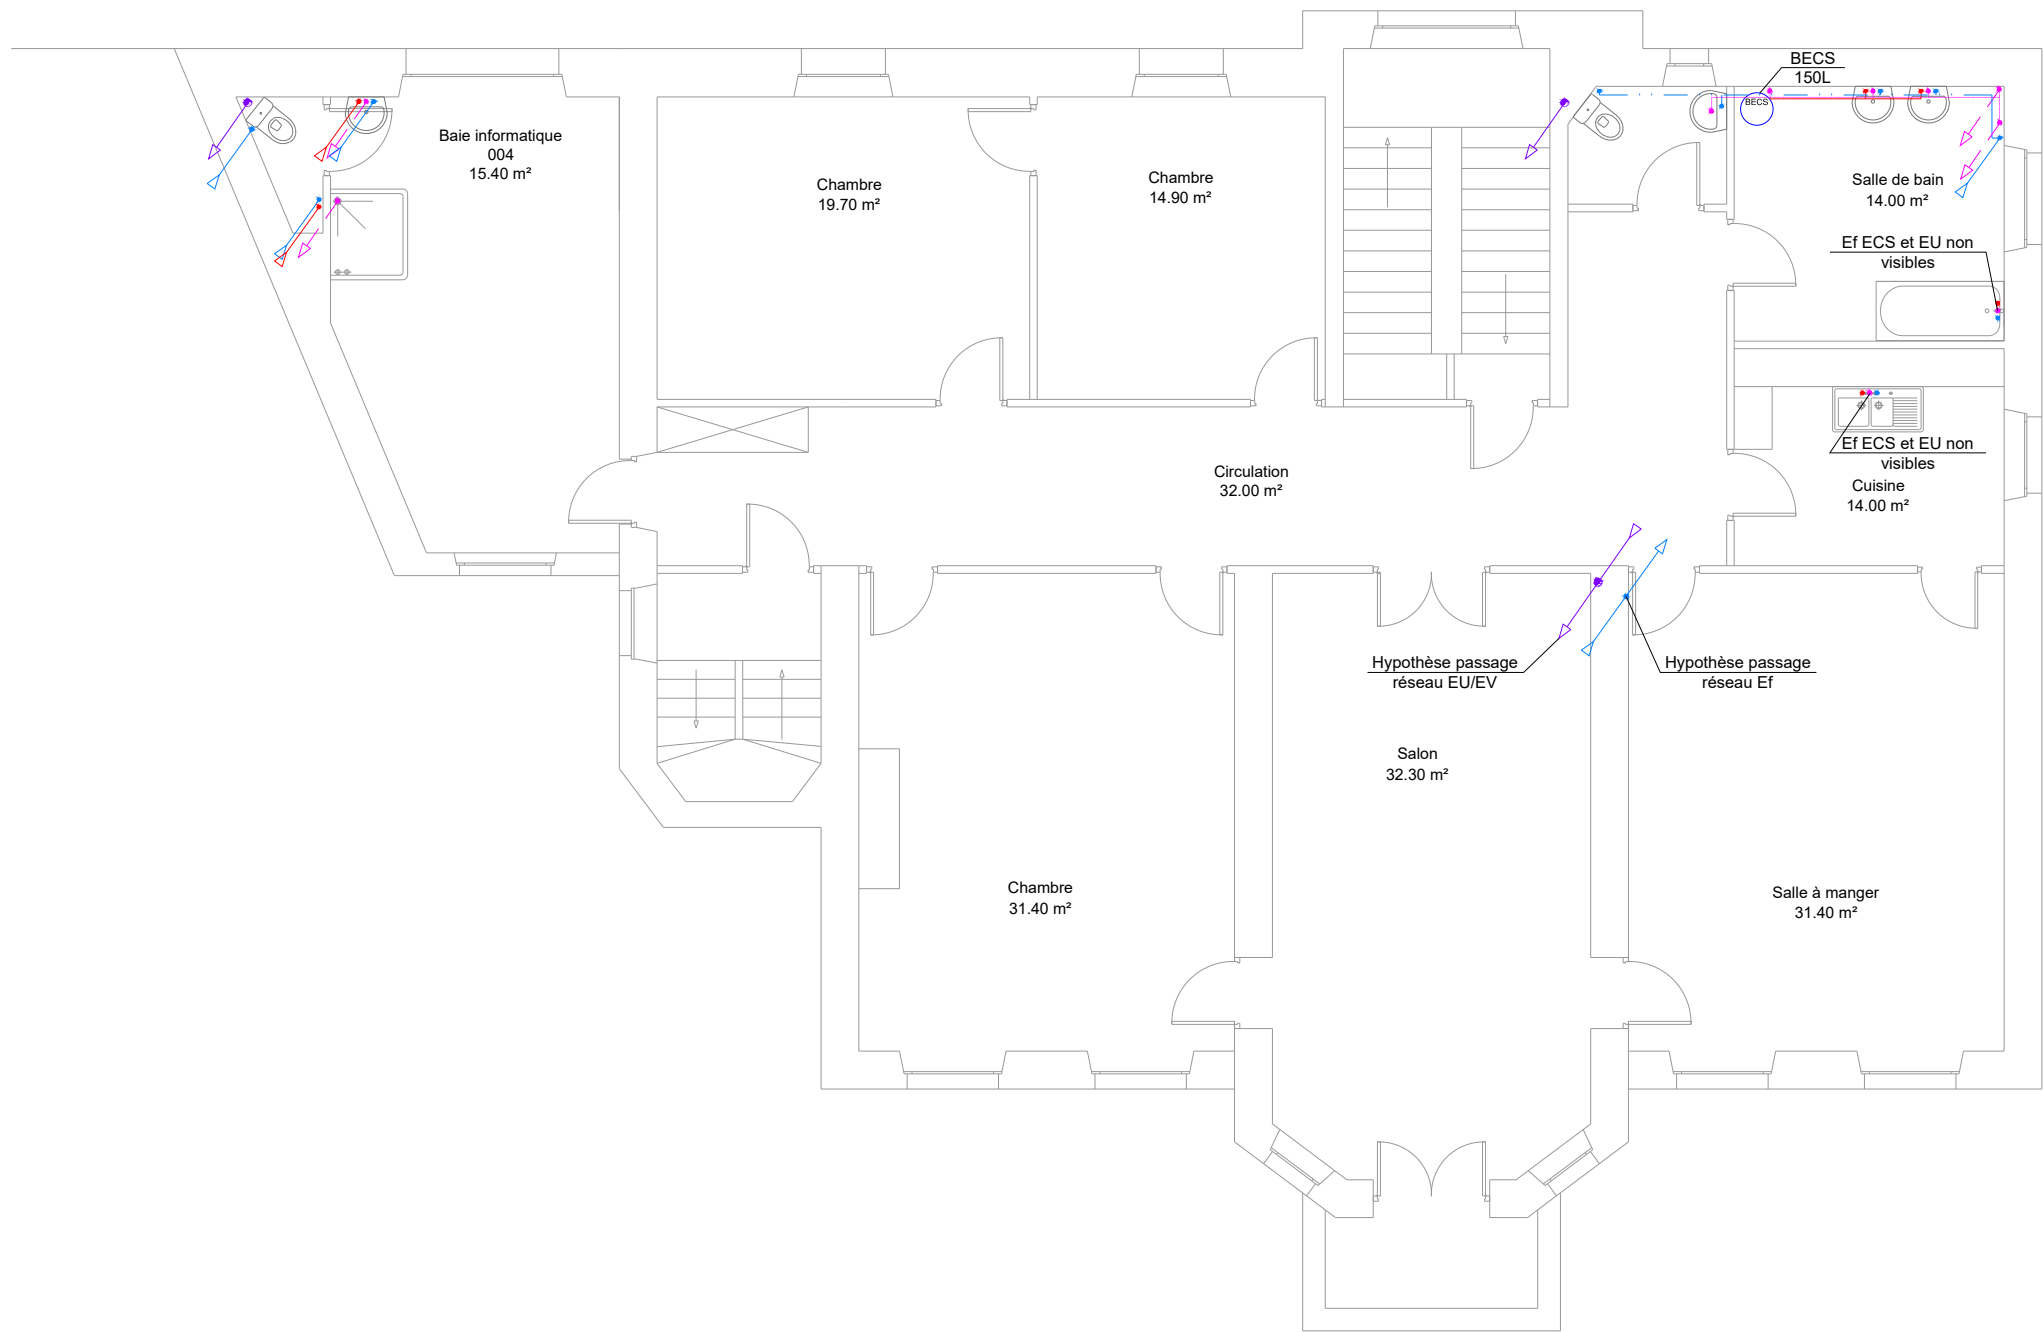 BECS
150L
BECS
Baie informatique
004
15.40 m²
Chambre
19.70 m²
Chambre
14.90 m²
Salle de bain
14.00 m²
Ef ECS et EU non
visibles
Ef ECS et EU non
visibles
Circulation
32.00 m²
Cuisine
14.00 m²
Hypothèse passage
réseau EU/EV
Hypothèse passage
réseau Ef
Salon
32.30 m²
Chambre
31.40 m²
Salle à manger
31.40 m²